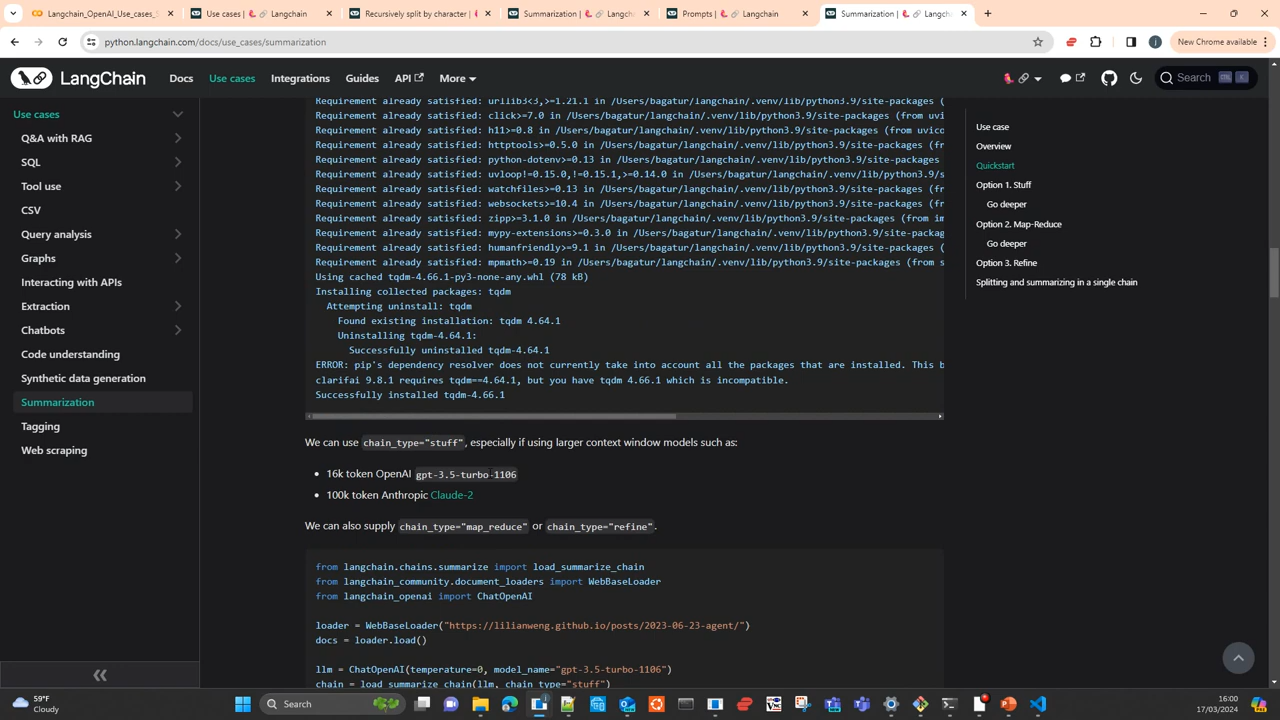 Langchain_OpenAI_Use_cases_S
Use cases | Langchain
Recursively split by character |
Summarization | Langcha
Prompts | Langchain
Summarization | Langcha
python.langchain.com/docs/use_cases/summarization
New Chrome available
LangChain
Docs
Use cases
Integrations
Guides
API
More
Search
Ctrl
K
Use cases
Q&A with RAG
SQL
Tool use
CSV
Query analysis
Graphs
Interacting with APIs
Extraction
Chatbots
Code understanding
Synthetic data generation
Summarization
Tagging
Web scraping
Requirement already satisfied: urllib3<3,>=1.21.1 in /Users/bagatur/langchain/.venv/lib/python3.9/site-packages (
Requirement already satisfied: click>=7.0 in /Users/bagatur/langchain/.venv/lib/python3.9/site-packages (from uvi
Requirement already satisfied: h11>=0.8 in /Users/bagatur/langchain/.venv/lib/python3.9/site-packages (from uvico
Requirement already satisfied: httptools>=0.5.0 in /Users/bagatur/langchain/.venv/lib/python3.9/site-packages (fr
Requirement already satisfied: python-dotenv>=0.13 in /Users/bagatur/langchain/.venv/lib/python3.9/site-packages
Requirement already satisfied: uvloop!=0.15.0,!=0.15.1,>=0.14.0 in /Users/bagatur/langchain/.venv/lib/python3.9/s
Requirement already satisfied: watchfiles>=0.13 in /Users/bagatur/langchain/.venv/lib/python3.9/site-packages (fr
Requirement already satisfied: websockets>=10.4 in /Users/bagatur/langchain/.venv/lib/python3.9/site-packages (fr
Requirement already satisfied: zipp>=3.1.0 in /Users/bagatur/langchain/.venv/lib/python3.9/site-packages (from im
Requirement already satisfied: mypy-extensions>=0.3.0 in /Users/bagatur/langchain/.venv/lib/python3.9/site-packag
Requirement already satisfied: humanfriendly>=9.1 in /Users/bagatur/langchain/.venv/lib/python3.9/site-packages (
Requirement already satisfied: mpmath>=0.19 in /Users/bagatur/langchain/.venv/lib/python3.9/site-packages (from s
Using cached tqdm-4.66.1-py3-none-any.whl (78 kB)
Installing collected packages: tqdm
Attempting uninstall: tqdm
Found existing installation: tqdm 4.64.1
Uninstalling tqdm-4.64.1:
Successfully uninstalled tqdm-4.64.1
ERROR: pip's dependency resolver does not currently take into account all the packages that are installed. This b
clarifai 9.8.1 requires tqdm==4.64.1, but you have tqdm 4.66.1 which is incompatible.
Successfully installed tqdm-4.66.1
We can use chain_type="stuff", especially if using larger context window models such as:
• 16k token OpenAI gpt-3.5-turbo-1106
• 100k token Anthropic Claude-2
We can also supply chain_type="map_reduce" or chain_type="refine".
from langchain.chains.summarize import load_summarize_chain
from langchain_community.document_loaders import WebBaseLoader
from langchain_openai import ChatOpenAI
loader = WebBaseLoader("https://lilianweng.github.io/posts/2023-06-23-agent/")
docs = loader.load()
llm = ChatOpenAI(temperature=0, model_name="gpt-3.5-turbo-1106")
chain = load_summarize_chain(llm, chain_type="stuff")
Use case
Overview
Quickstart
Option 1. Stuff
Go deeper
Option 2. Map-Reduce
Go deeper
Option 3. Refine
Splitting and summarizing in a single chain
59°F
Cloudy
Search
16:00
17/03/2024